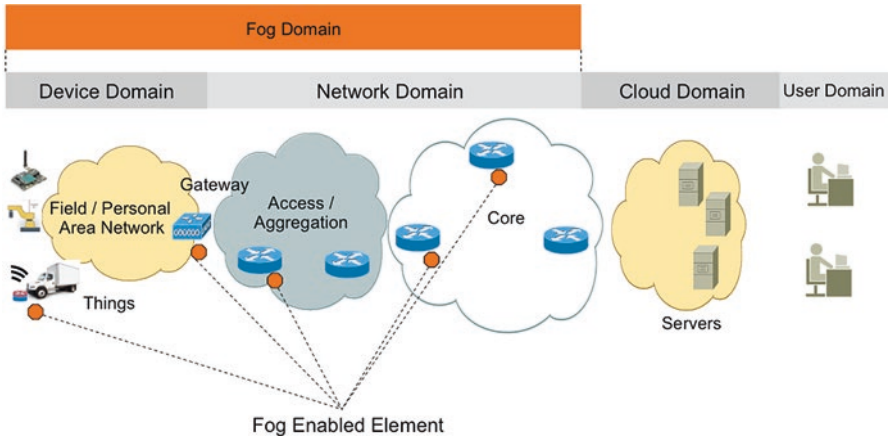 Fog Domain
Device Domain
Network Domain
Cloud Domain
User Domain
Field / Personal
Area Network
Gateway
Access /
Aggregation
Core
Things
Servers
Fog Enabled Element